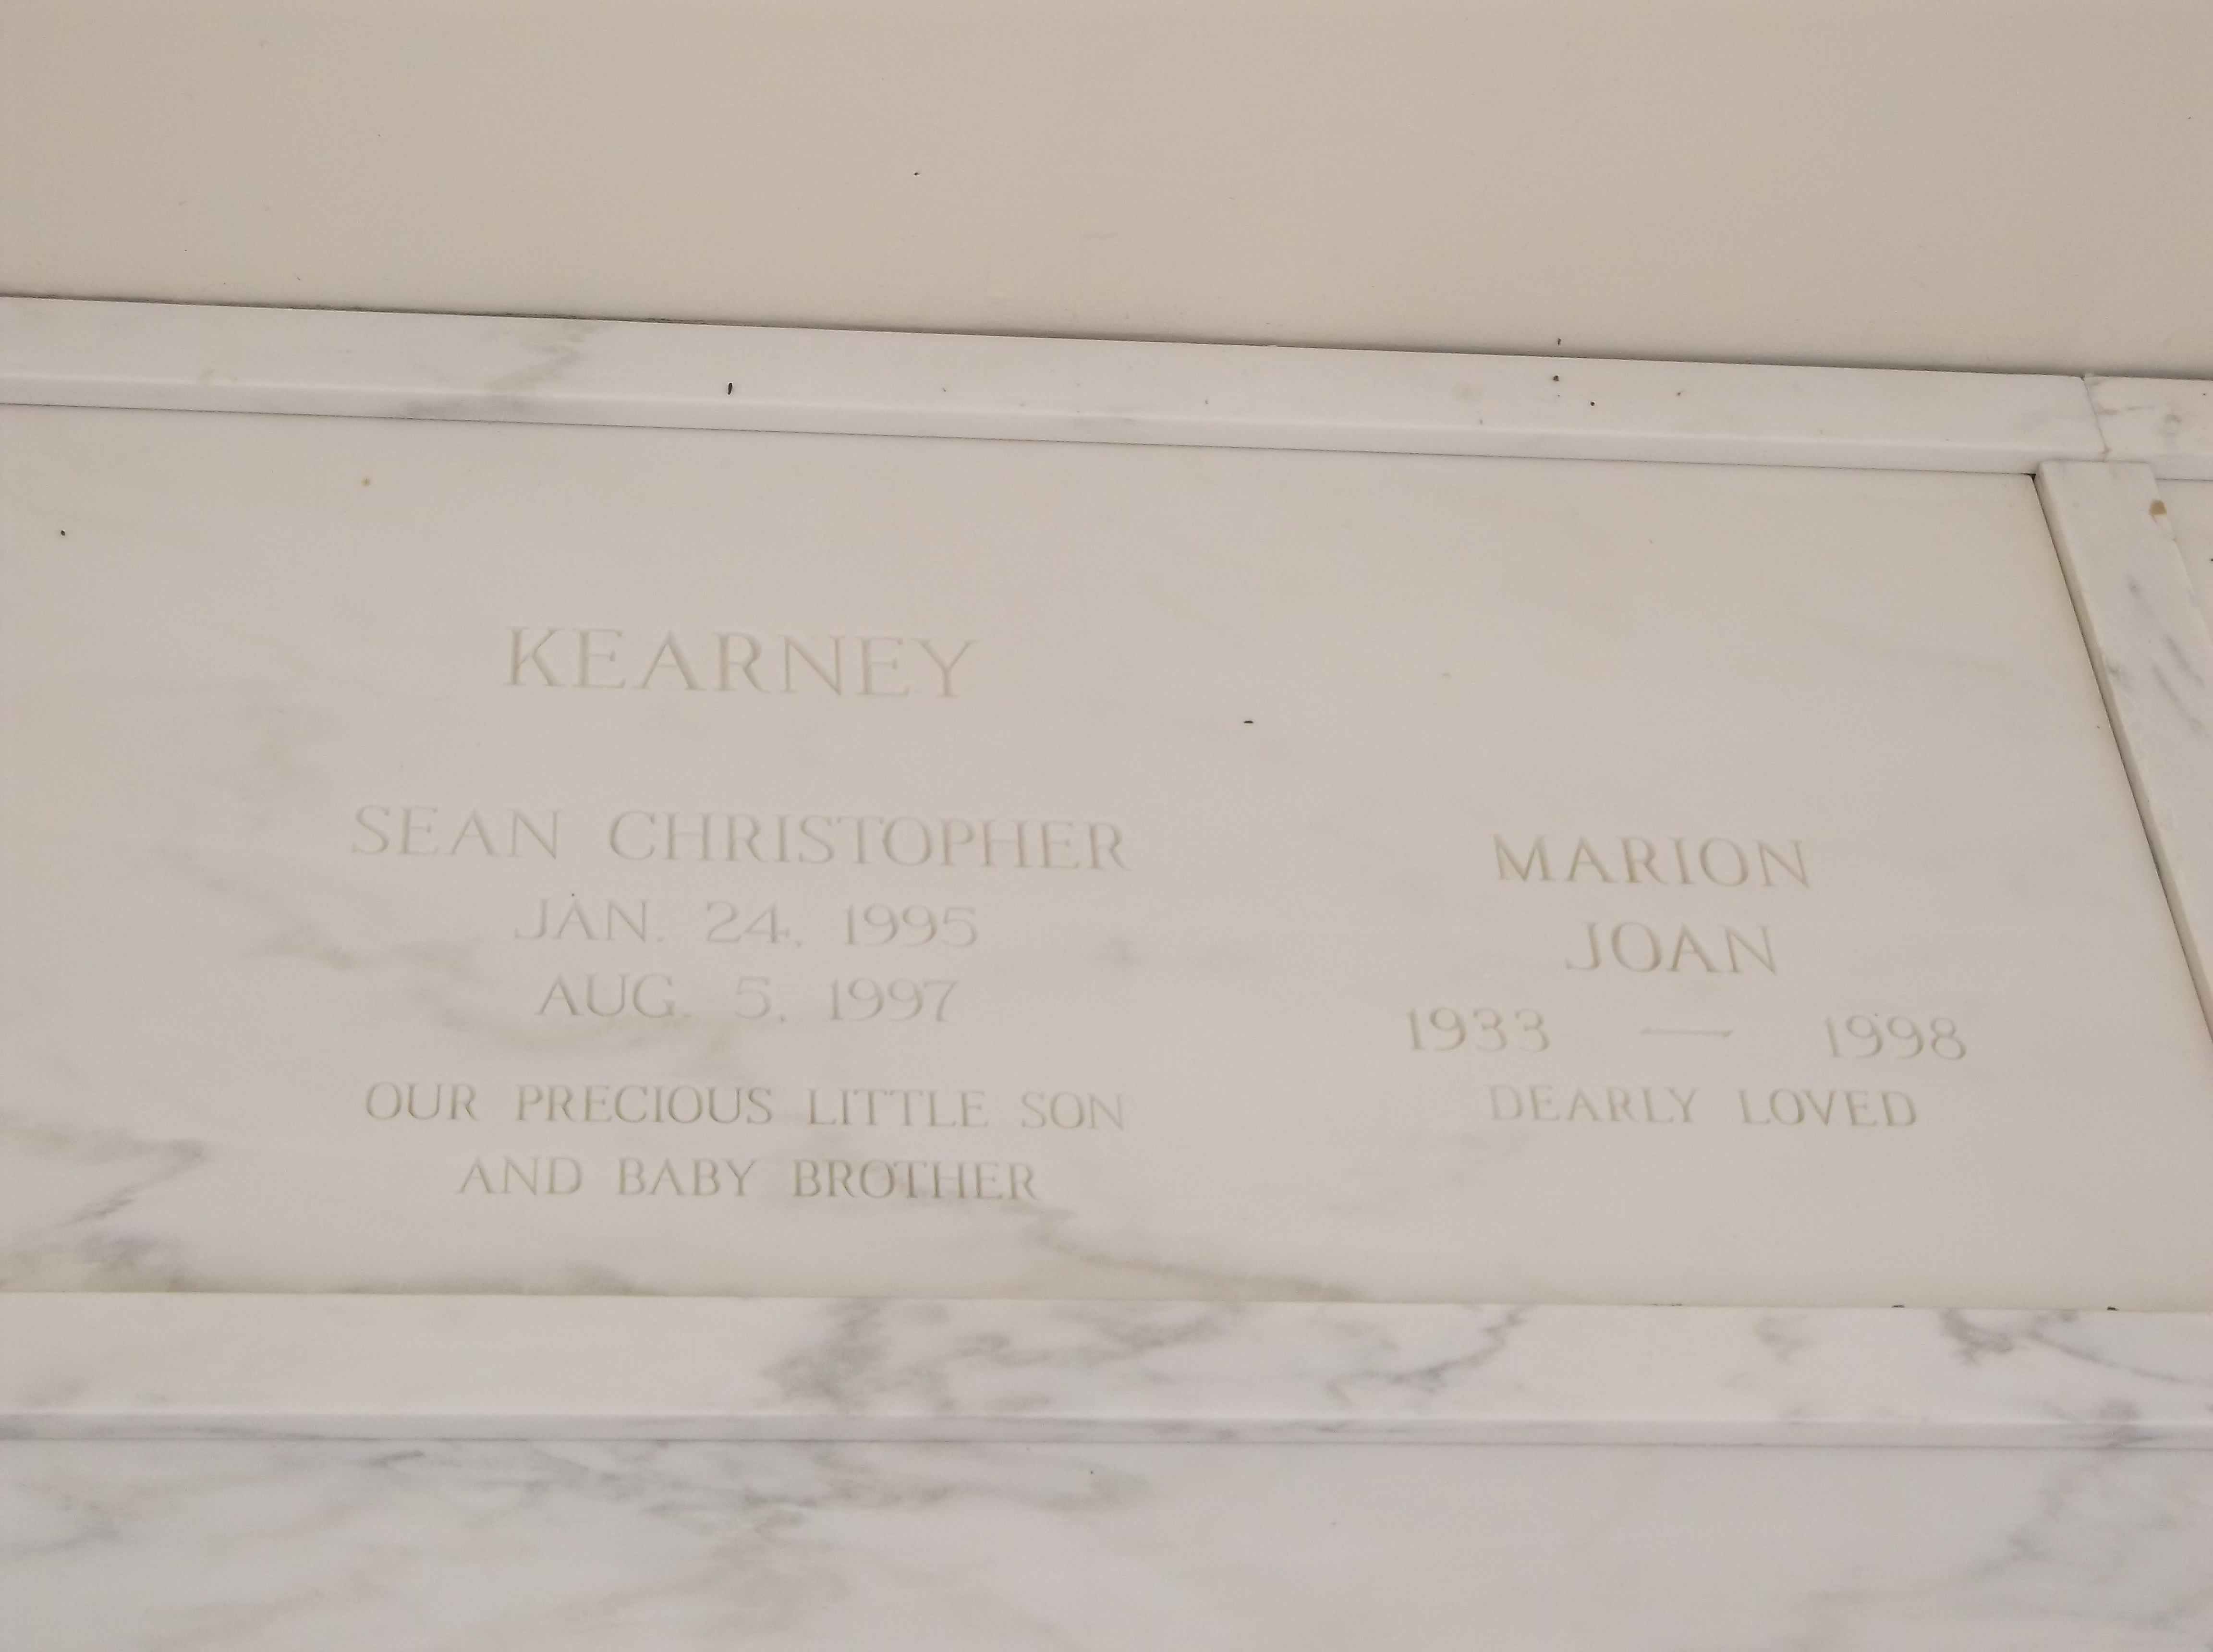 KEARNEY
SEAN CHRISTOPHER
JAN. 24, 1995
AUG. 5, 1997
OUR PRECIOUS LITTLE SON
AND BABY BROTHER
MARION
JOAN
1933 — 1998
DEARLY LOVED